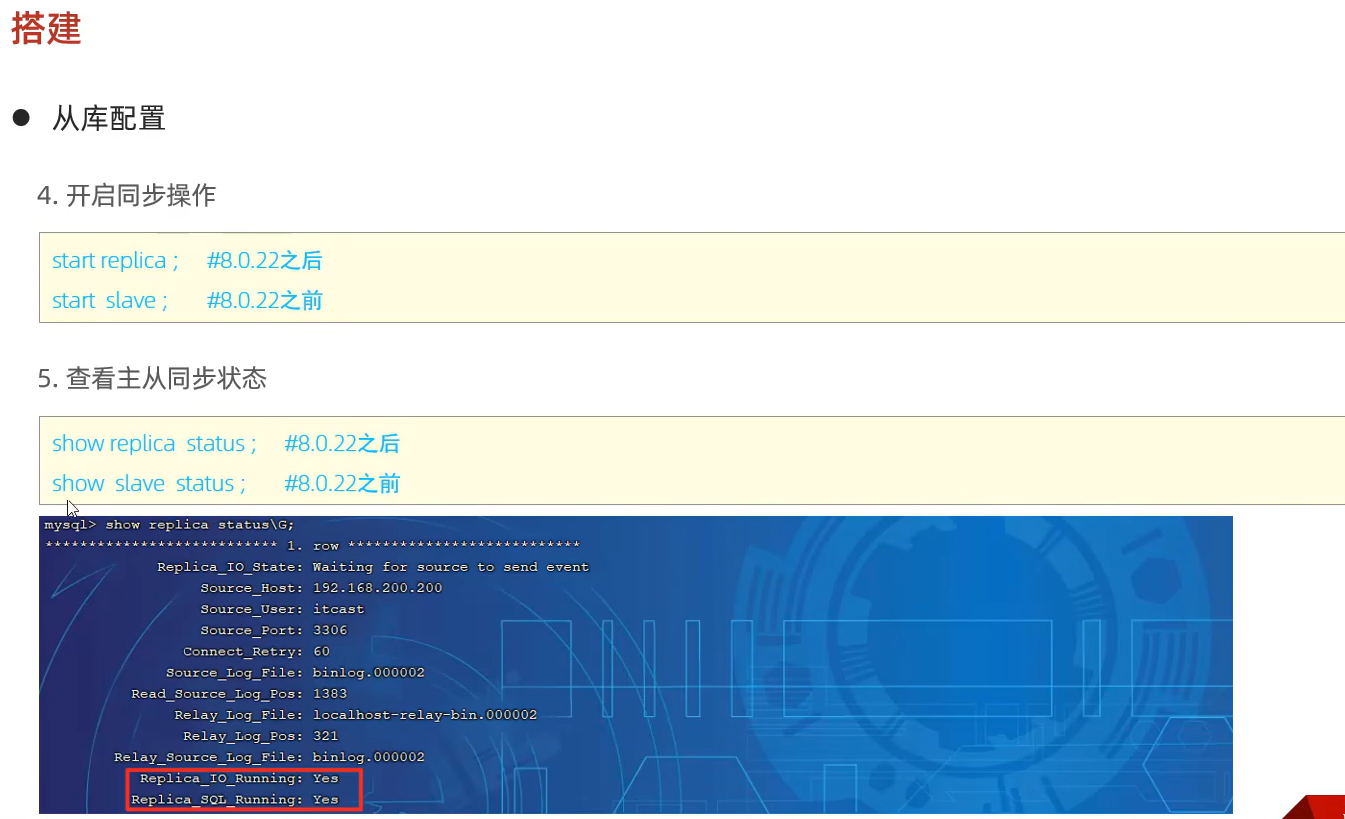 搭建
● 从库配置
4. 开启同步操作
start replica ; #8.0.22之后
start slave ; #8.0.22之前
5. 查看主从同步状态
show replica status ; #8.0.22之后
show slave status ; #8.0.22之前
mysql> show replica status\G;
*************************** 1. row ***************************
Replica_IO_State: Waiting for source to send event
Source_Host: 192.168.200.200
Source_User: itcast
Source_Port: 3306
Connect_Retry: 60
Source_Log_File: binlog.000002
Read_Source_Log_Pos: 1383
Relay_Log_File: localhost-relay-bin.000002
Relay_Log_Pos: 321
Relay_Source_Log_File: binlog.000002
Replica_IO_Running: Yes
Replica_SQL_Running: Yes